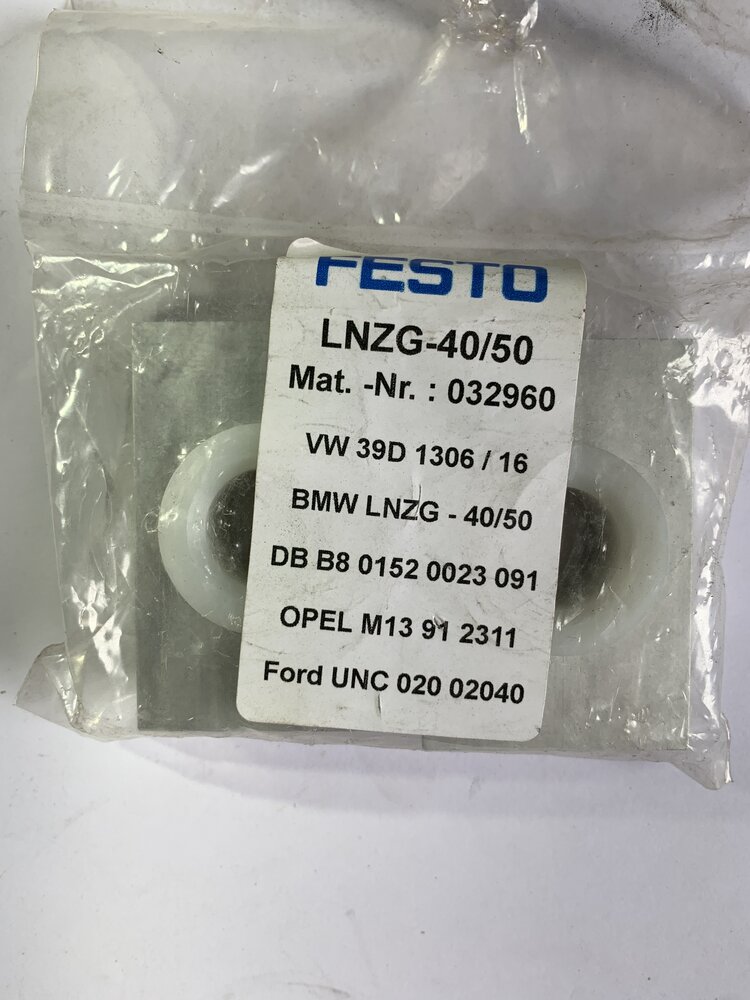 FESTO
LNZG-40/50
Mat. -Nr. : 032960
VW 39D 1306 / 16
BMW LNZG - 40/50
DB B8 0152 0023 091
OPEL M13 91 2311
Ford UNC 020 02040